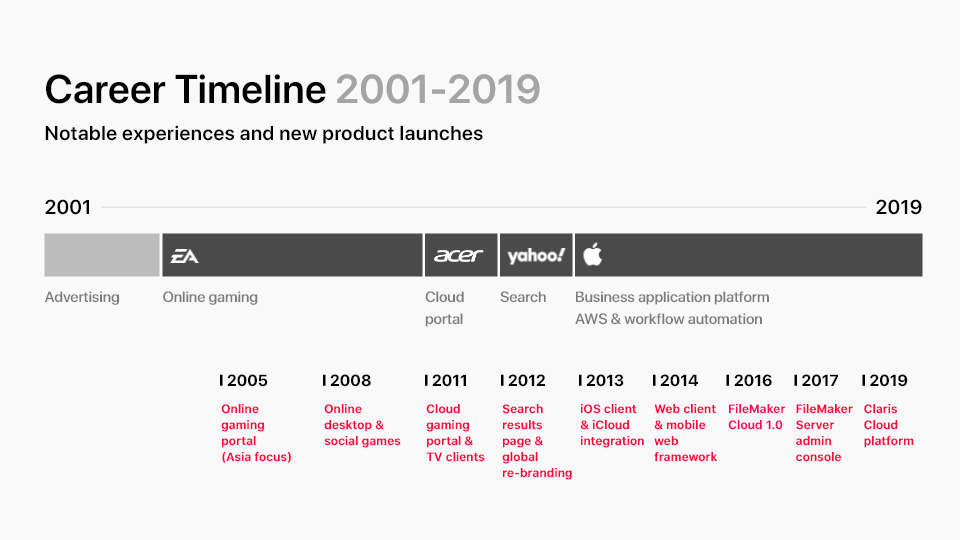 Career Timeline 2001-2019
Notable experiences and new product launches
2001
2019
EA
acer
yahoo!
Advertising
Online gaming
Cloud
portal
Search
Business application platform
AWS & workflow automation
2005
Online
gaming
portal
(Asia focus)
2008
Online
desktop &
social games
2011
Cloud
gaming
portal &
TV clients
2012
Search
results
page &
global
re-branding
2013
iOS client
& iCloud
integration
2014
Web client
& mobile
web
framework
2016
FileMaker
Cloud 1.0
2017
FileMaker
Server
admin
console
2019
Claris
Cloud
platform